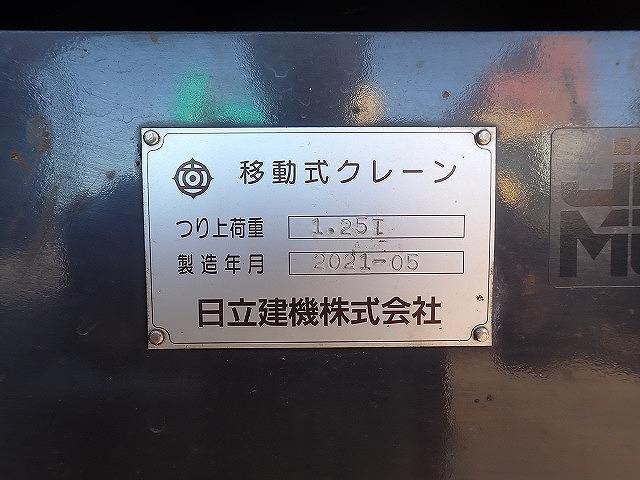 移動式クレーン
つり上荷重 1.25T
製造年月 2021-05
日立建機株式会社